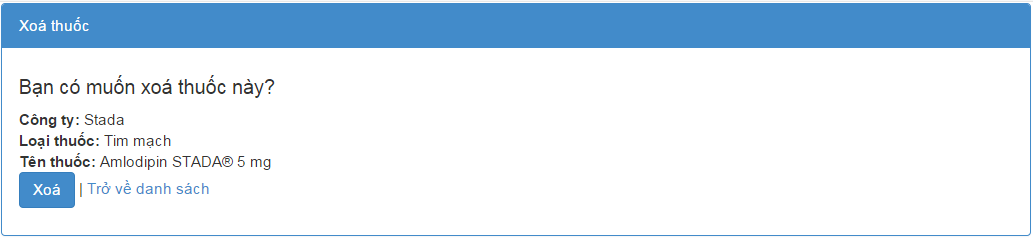 Xoá thuốc
Bạn có muốn xoá thuốc này?
Công ty: Stada
Loại thuốc: Tim mạch
Tên thuốc: Amlodipin STADA® 5 mg
Xoá | Trở về danh sách